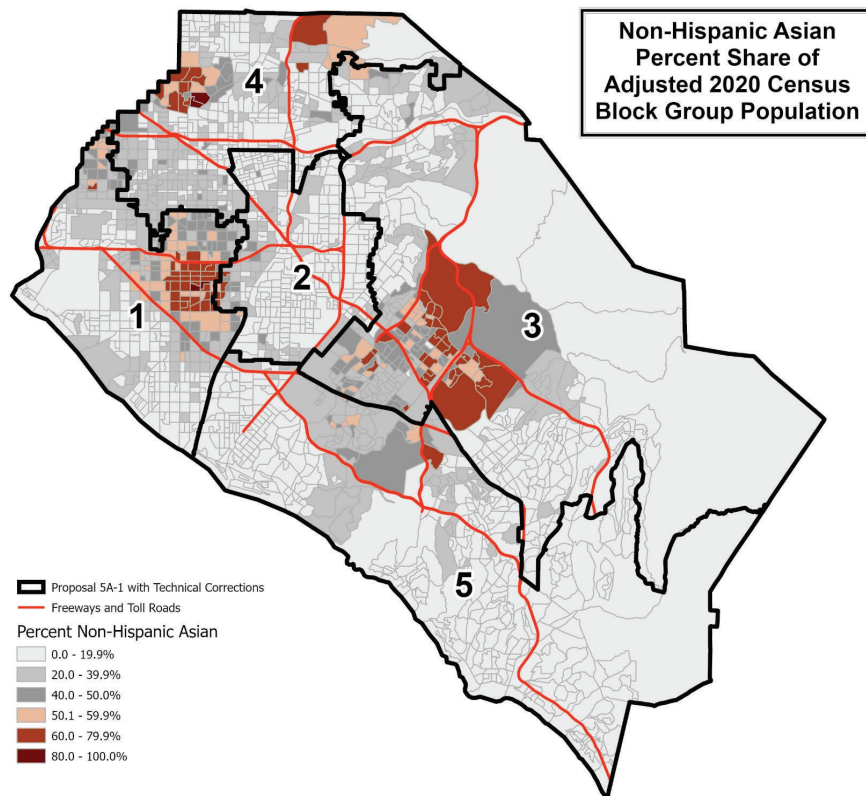 Non-Hispanic Asian
Percent Share of
Adjusted 2020 Census
Block Group Population
4
2
1
3
5
Proposal 5A-1 with Technical Corrections
Freeways and Toll Roads
Percent Non-Hispanic Asian
0.0 - 19.9%
20.0 - 39.9%
40.0 - 50.0%
50.1 - 59.9%
60.0 - 79.9%
80.0 - 100.0%